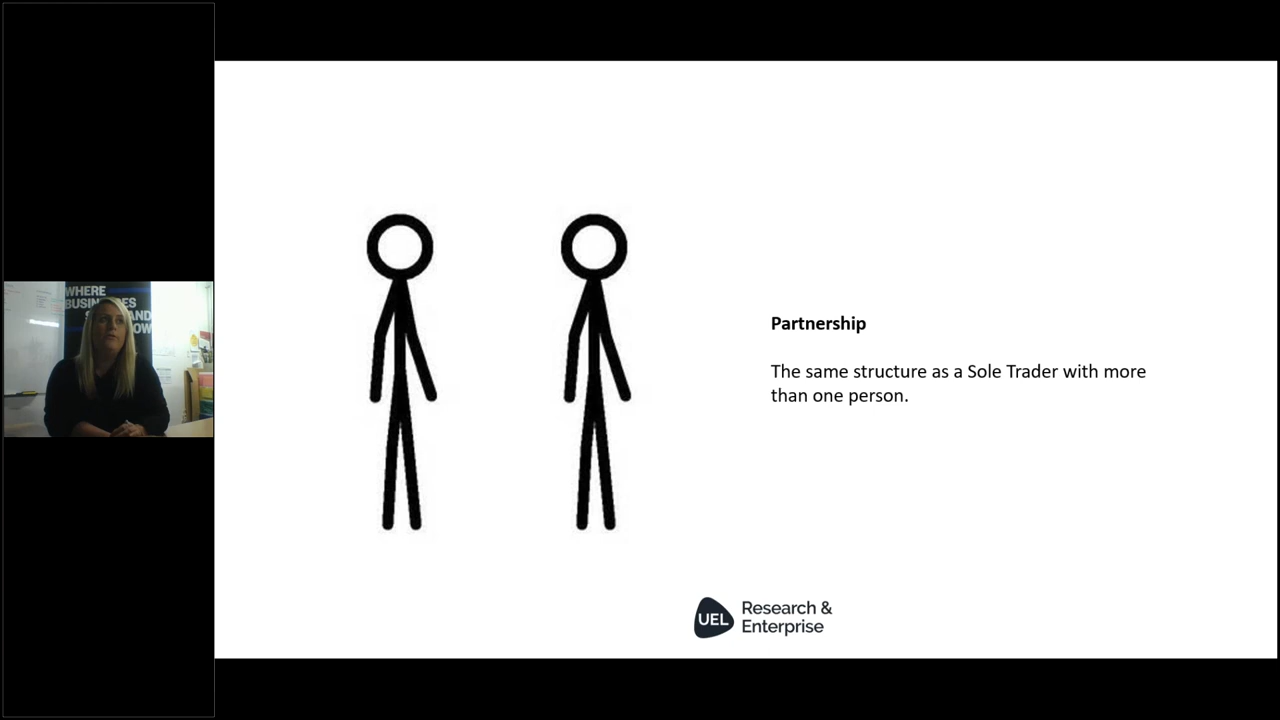 WHERE
Partnership
The same structure as a Sole Trader with more
than one person.
UEL
Research &
Enterprise